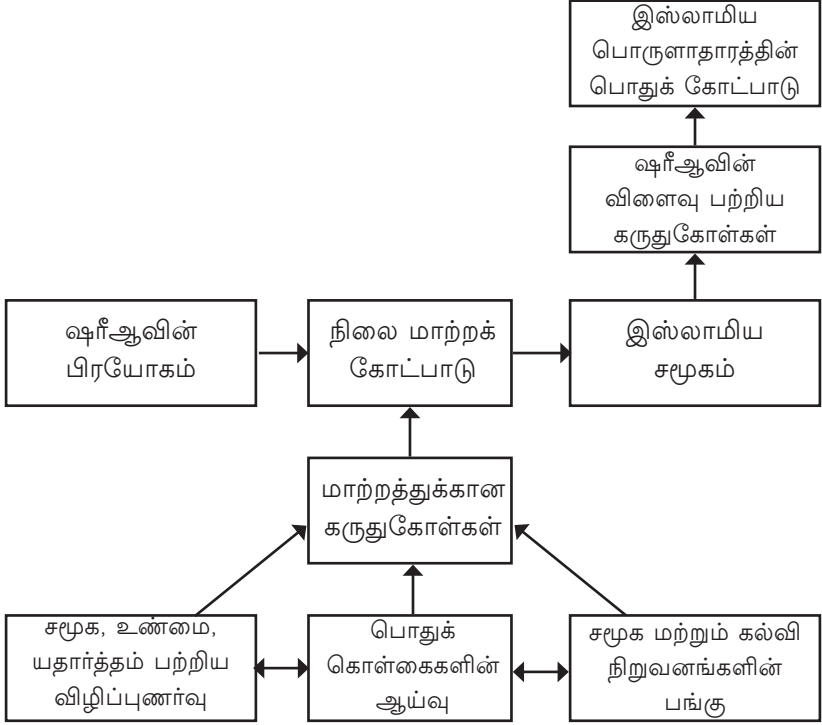 இஸ்லாமிய
பொருளாதாரத்தின்
பொதுக் கோட்பாடு
ஷரீஆவின்
விளைவு பற்றிய
கருதுகோள்கள்
ஷரீஆவின்
பிரயோகம்
நிலை மாற்றக்
கோட்பாடு
இஸ்லாமிய
சமூகம்
மாற்றத்துக்கான
கருதுகோள்கள்
சமூக, உண்மை,
யதார்த்தம் பற்றிய
விழிப்புணர்வு
பொதுக்
கொள்கைகளின்
ஆய்வு
சமூக மற்றும் கல்வி
நிறுவனங்களின்
பங்கு